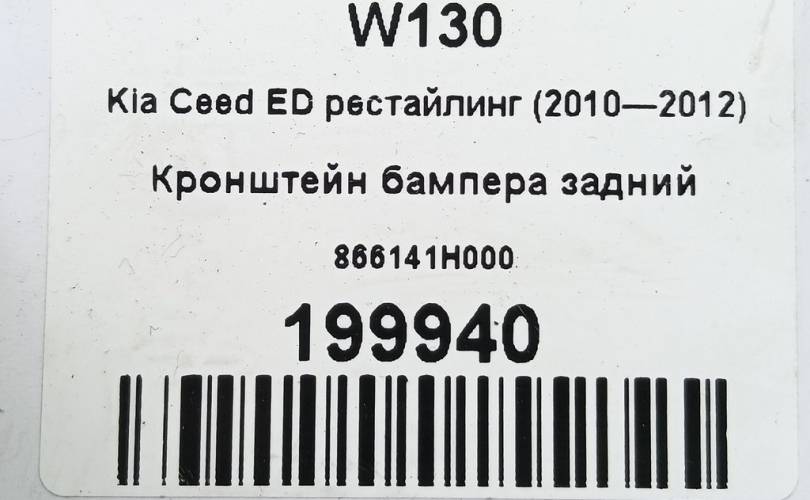 W130
Kia Ceed ED рестайлинг (2010—2012)
Кронштейн бампера задний
866141H000
199940